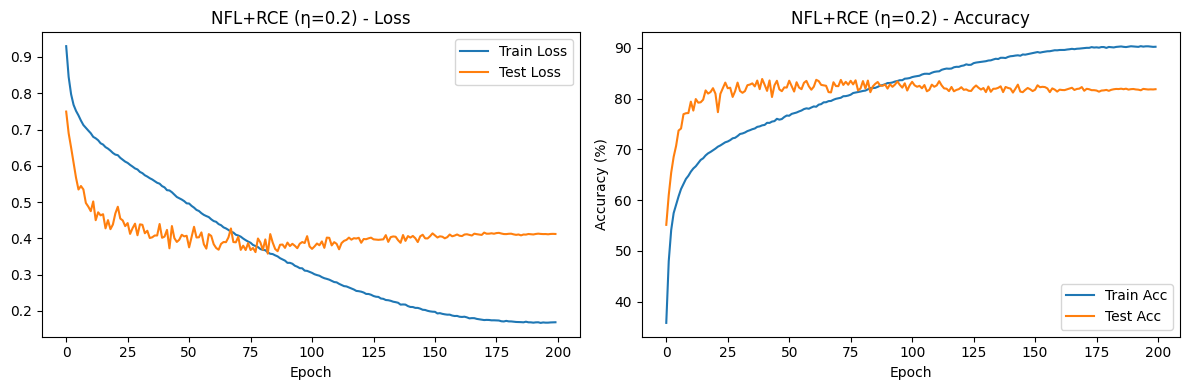 NFL+RCE (η=0.2) - Loss
0.9
0.8
0.7
0.6
0.5
0.4
0.3
0.2
0 25 50 75 100 125 150 175 200
Epoch
Train Loss
Test Loss
NFL+RCE (η=0.2) - Accuracy
Accuracy (%)
90
80
70
60
50
40
0 25 50 75 100 125 150 175 200
Epoch
Train Acc
Test Acc